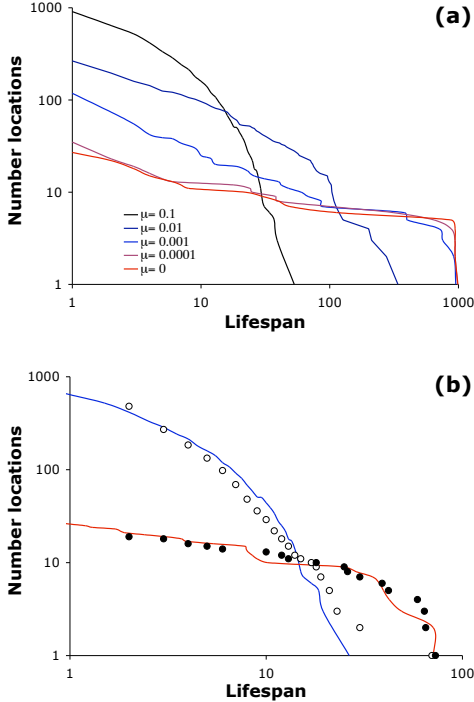 (a)
1000
100
10
1
Number locations
μ= 0.1
μ= 0.01
μ= 0.001
μ= 0.0001
μ= 0
1 10 100 1000
Lifespan
(b)
1000
100
10
1
Number locations
1 10 100
Lifespan